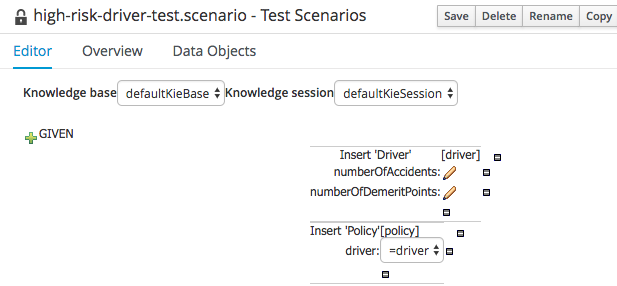 high-risk-driver-test.scenario - Test Scenarios
Save Delete Rename Copy
Editor Overview Data Objects
Knowledge base defaultKieBase Knowledge session defaultKieSession
GIVEN
Insert 'Driver' [driver]
numberOfAccidents:
numberOfDemeritPoints:
Insert 'Policy'[policy]
driver: =driver